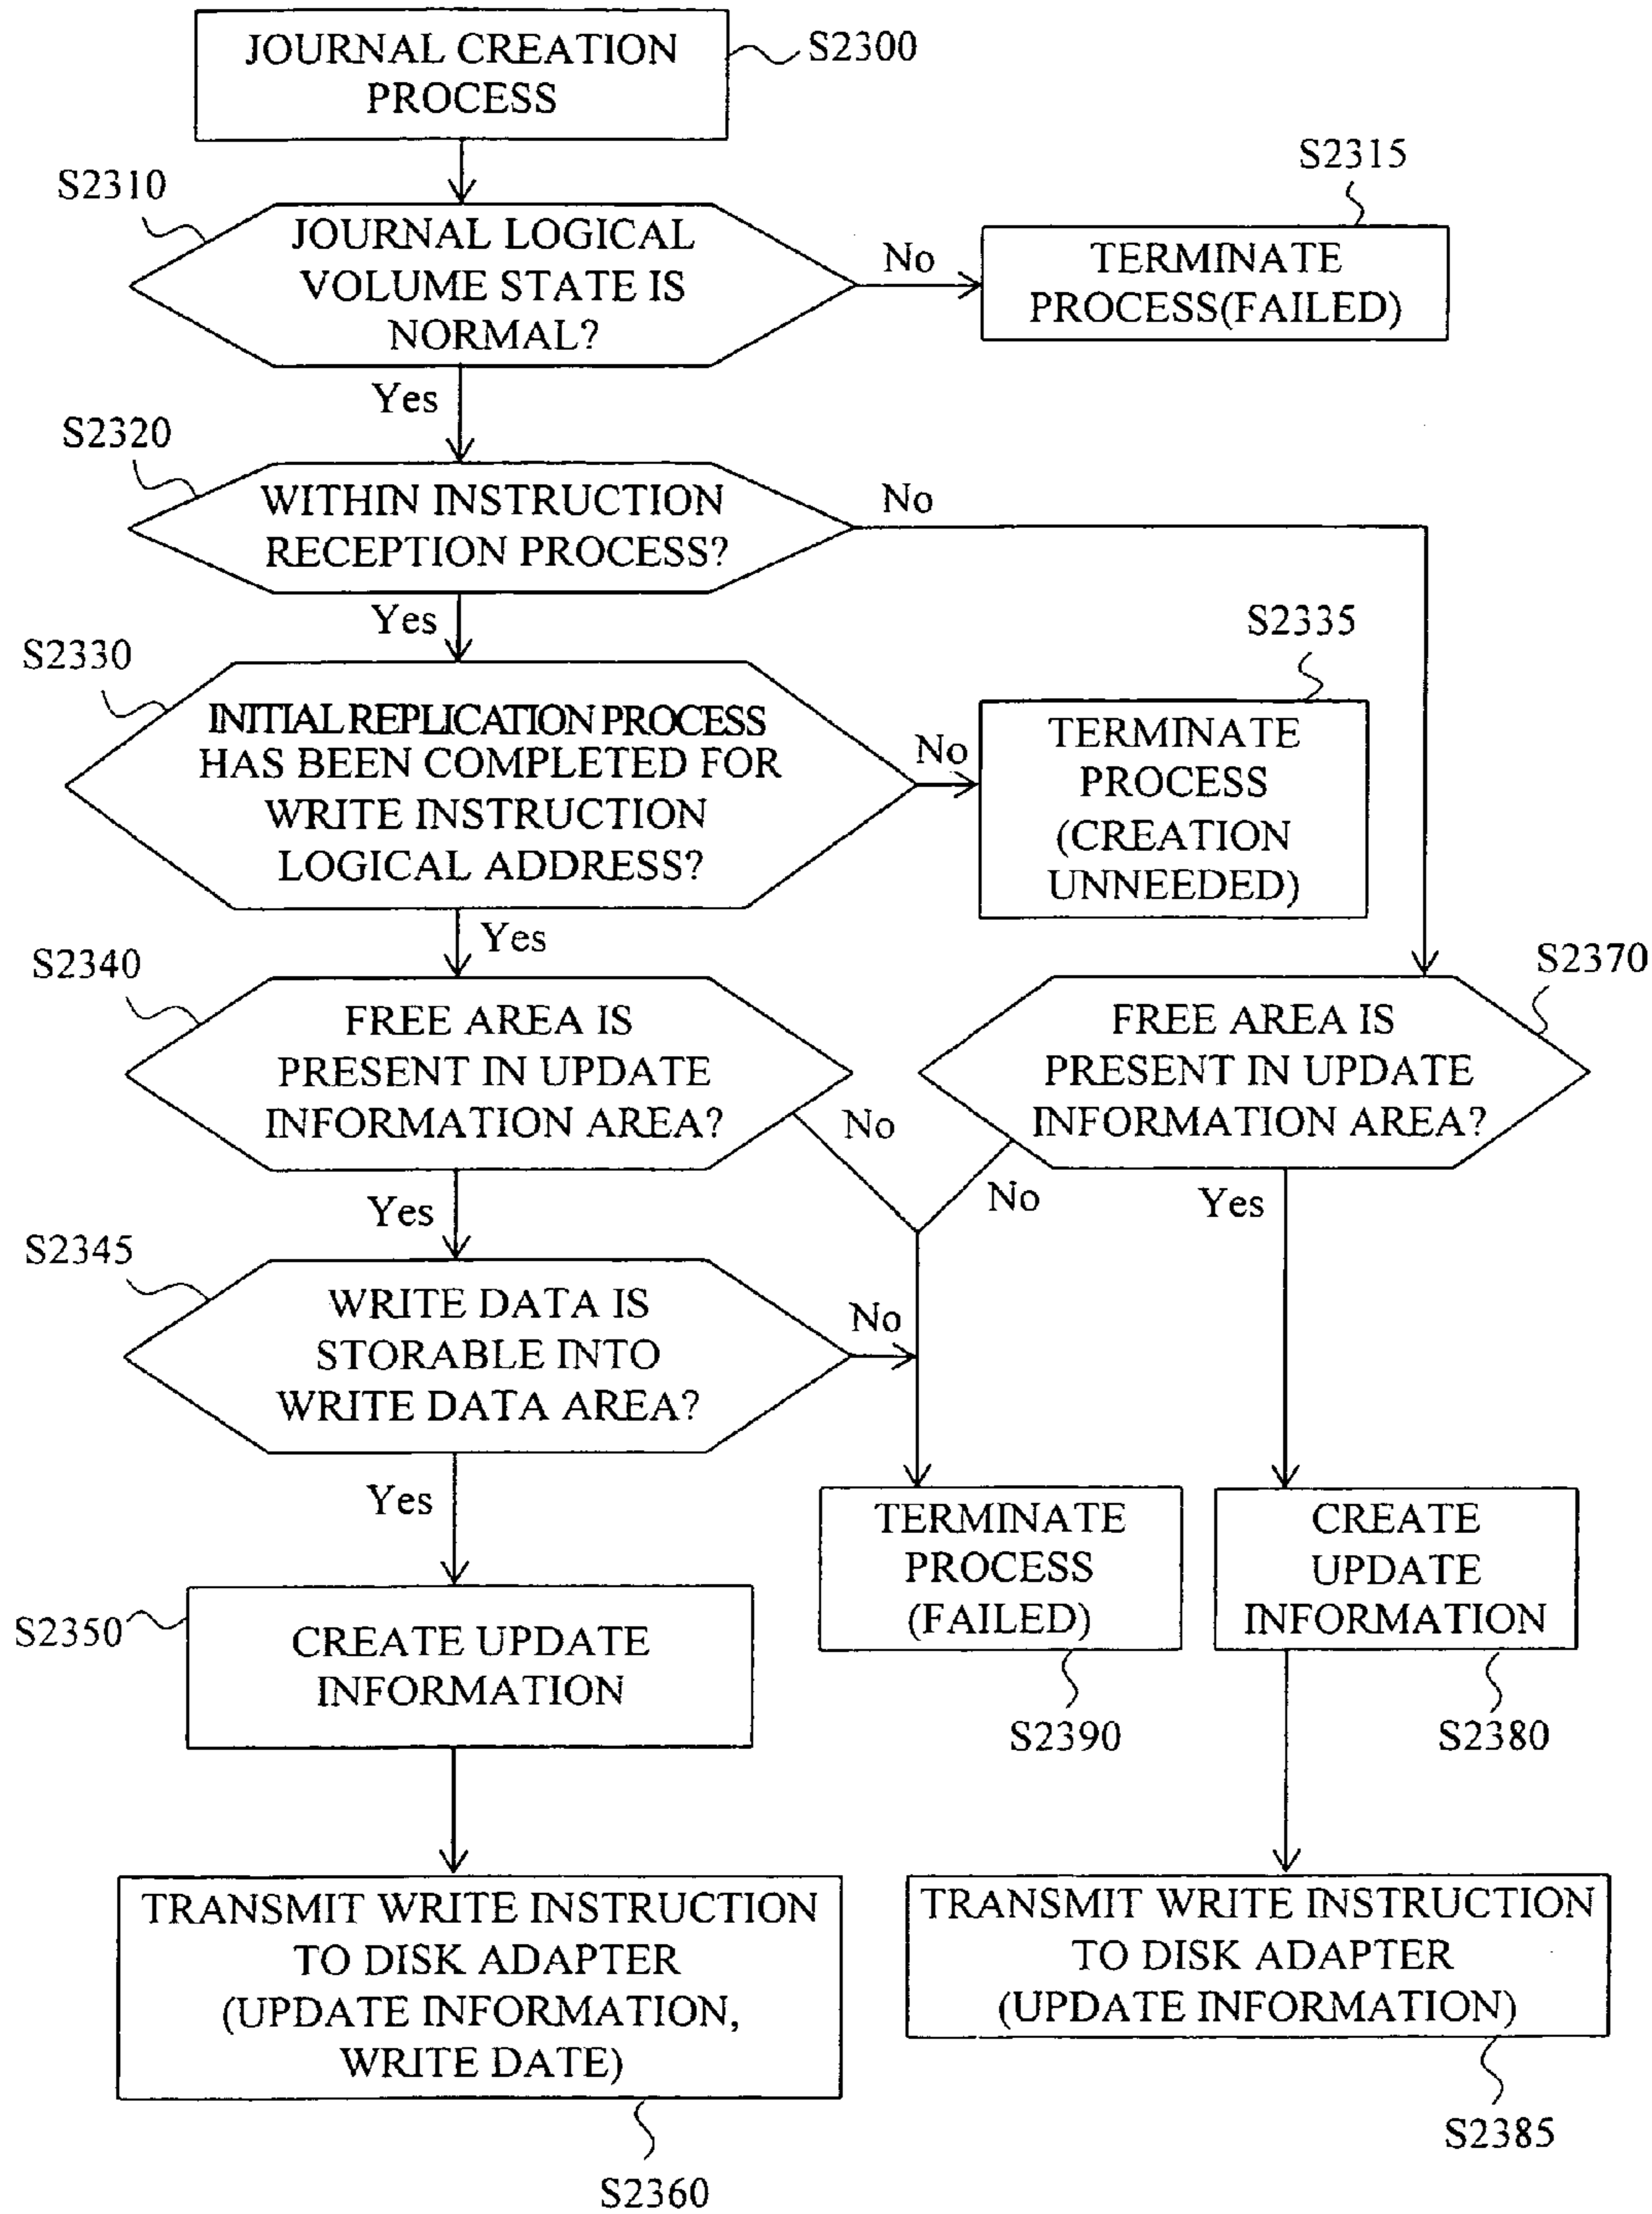 JOURNAL CREATION
PROCESS
S2300
S2310
JOURNAL LOGICAL
VOLUME STATE IS
NORMAL?
No
S2315
TERMINATE
PROCESS(FAILED)
Yes
S2320
WITHIN INSTRUCTION
RECEPTION PROCESS?
No
Yes
S2330
INITIAL REPLICATION PROCESS
HAS BEEN COMPLETED FOR
WRITE INSTRUCTION
LOGICAL ADDRESS?
No
S2335
TERMINATE
PROCESS
(CREATION
UNNEEDED)
Yes
S2340
FREE AREA IS
PRESENT IN UPDATE
INFORMATION AREA?
No
S2370
FREE AREA IS
PRESENT IN UPDATE
INFORMATION AREA?
No
Yes
Yes
S2345
WRITE DATA IS
STORABLE INTO
WRITE DATA AREA?
No
Yes
TERMINATE
PROCESS
(FAILED)
S2390
CREATE
UPDATE
INFORMATION
S2380
S2350
CREATE UPDATE
INFORMATION
TRANSMIT WRITE INSTRUCTION
TO DISK ADAPTER
(UPDATE INFORMATION,
WRITE DATE)
S2360
TRANSMIT WRITE INSTRUCTION
TO DISK ADAPTER
(UPDATE INFORMATION)
S2385